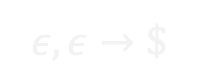 ϵ, ϵ → $